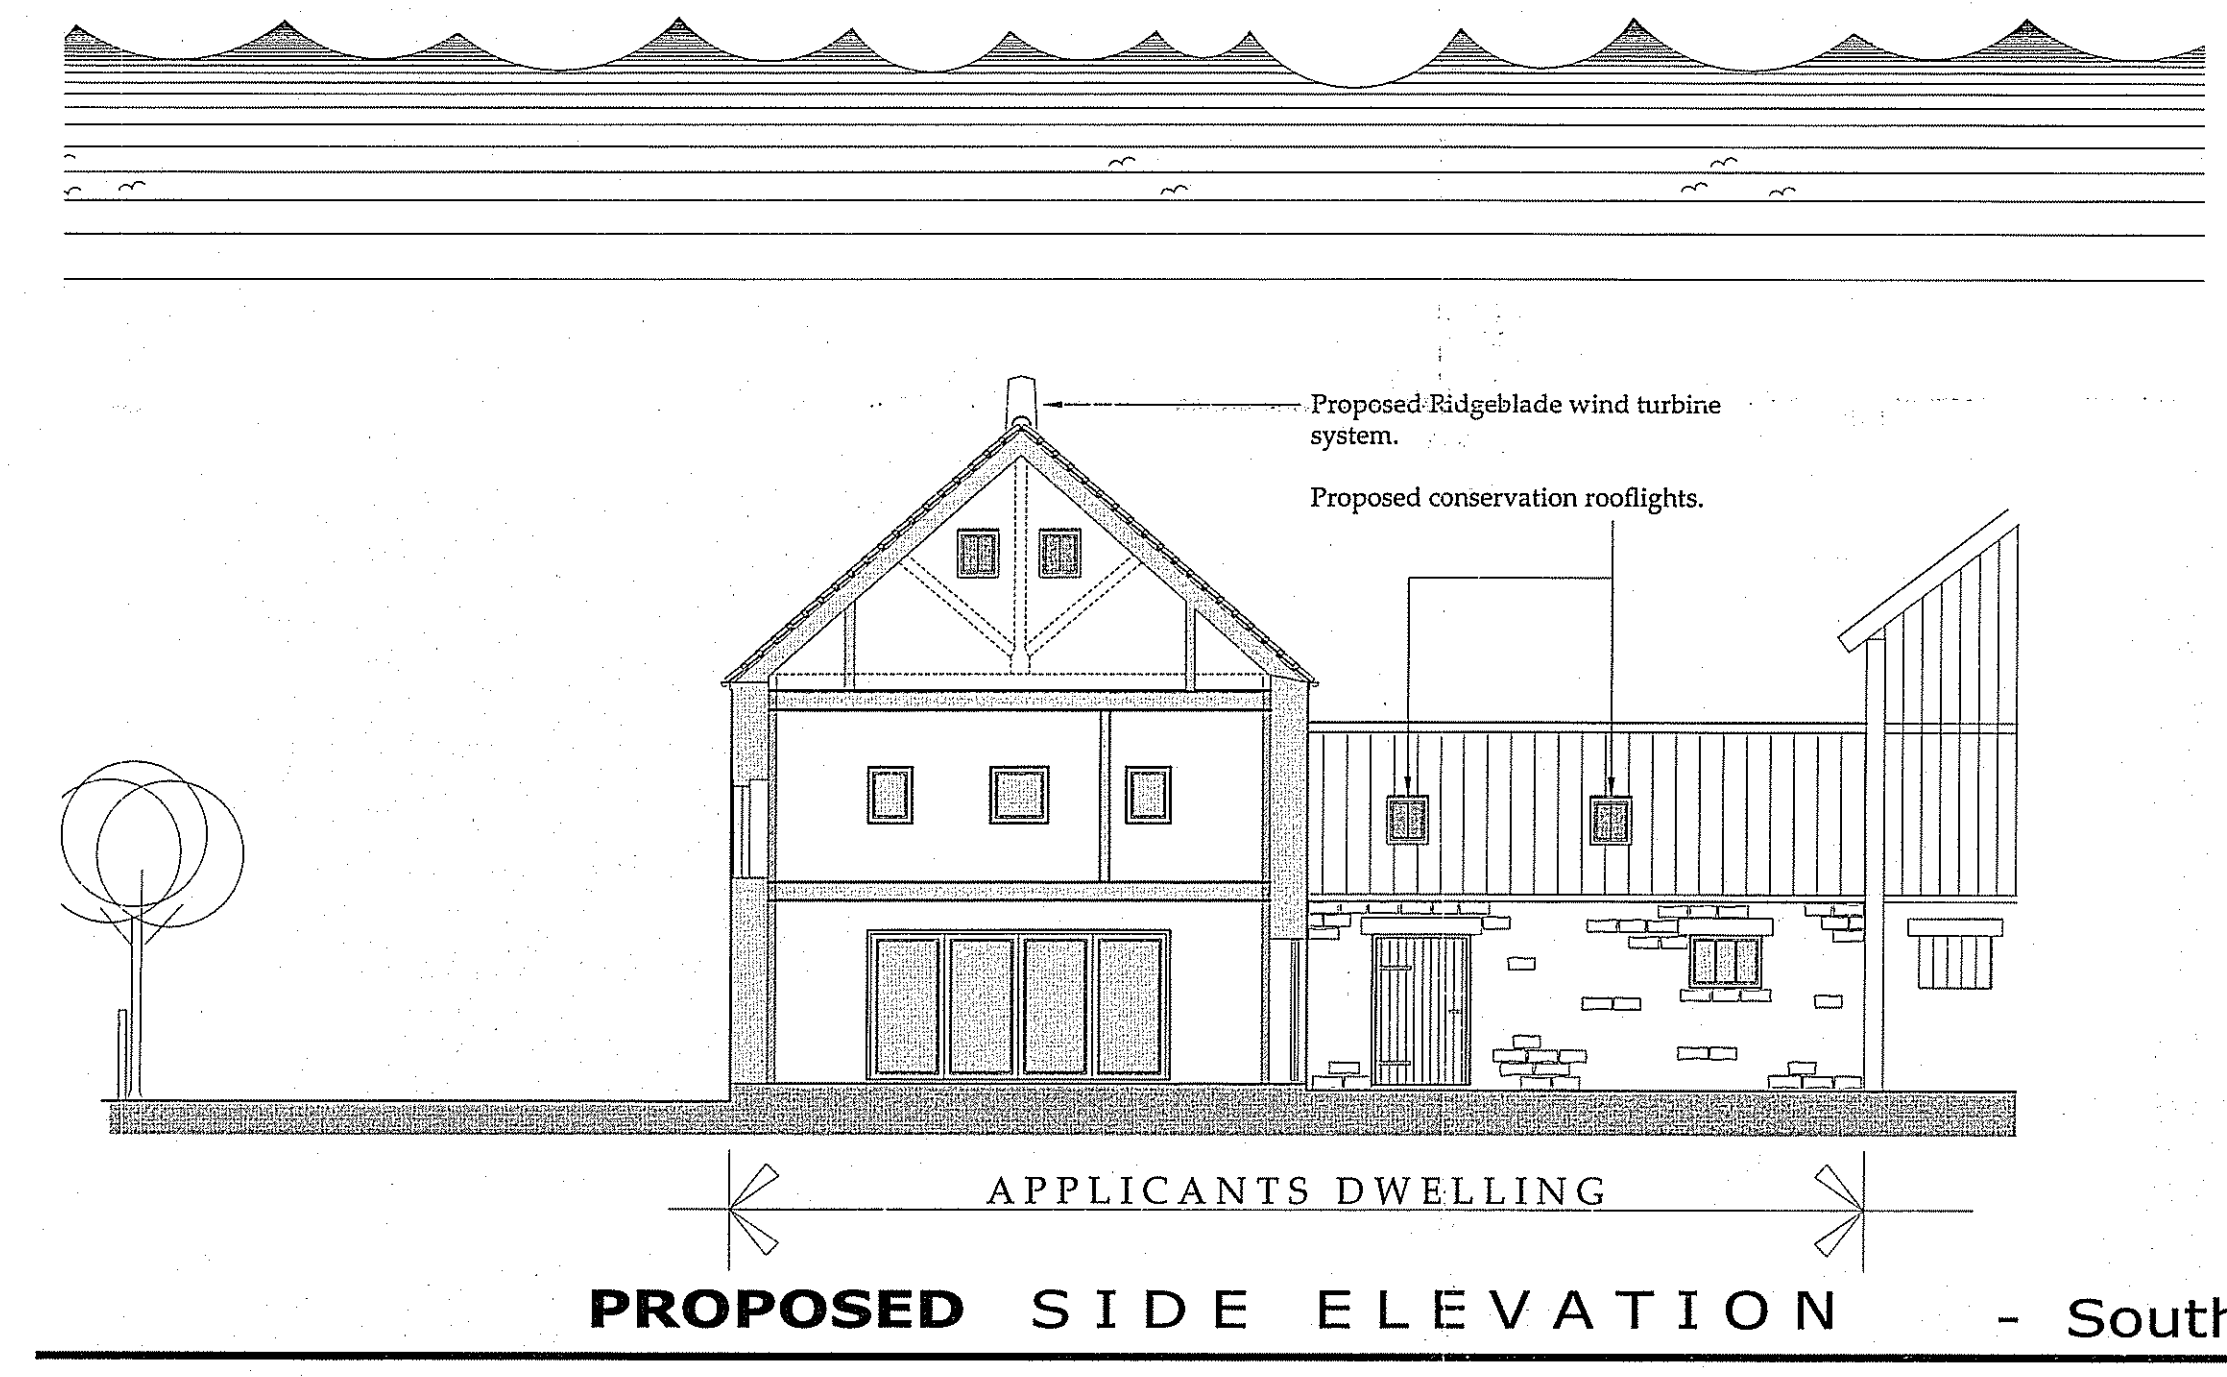 Proposed Ridgeblade wind turbine
system.
Proposed conservation rooflights.
APPLICANTS DWELLING
PROPOSED SIDE ELEVATION - South